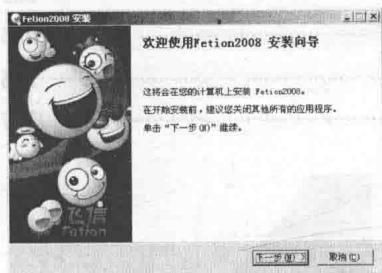 Fetion2008 安装
欢迎使用Fetion2008 安装向导
这将会在您的计算机上安装 Fetion2008。
在开始安装前，建议您关闭其他所有的应用程序。
单击“下一步(N)”继续。
飞信
Fetion
下一步(N) >
取消(C)